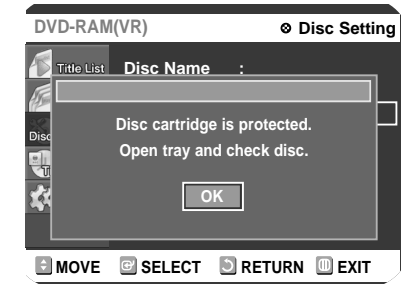 DVD-RAM(VR) Disc Setting
Title List Disc Name :
Disc cartridge is protected.
Disc
Open tray and check disc.
OK
MOVE SELECT RETURN EXIT